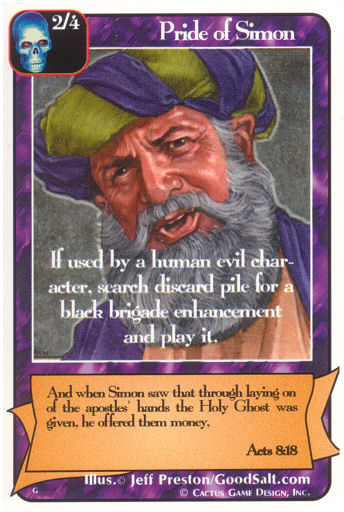 2/4 Pride of Simon
If used by a human evil char-
acter, search discard pile for a
black brigade enhancement
and play it.
And when Simon saw that through laying on
of the apostles' hands the Holy Ghost was
given, he offered them money,
Acts 8:18
Illus.© Jeff Preston/GoodSalt.com
G © Cactus Game Design, Inc.